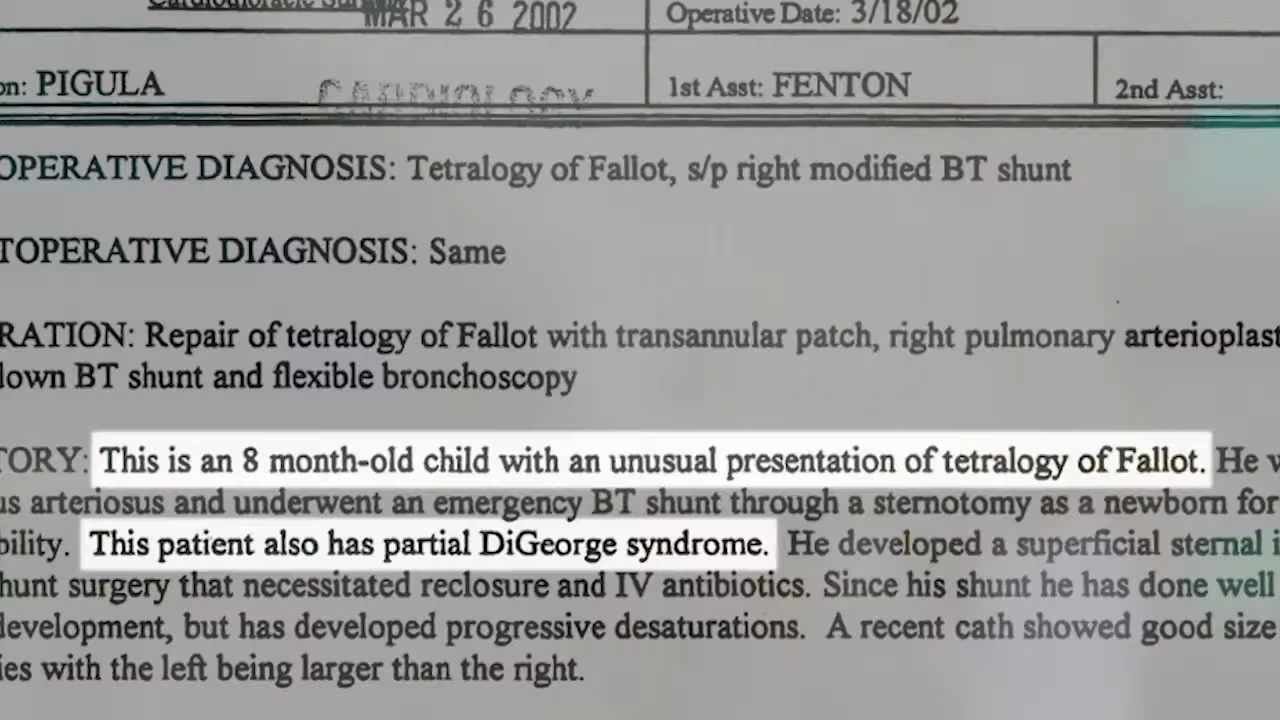 Cardiothoracic Sur
MAR 26 2002
Operative Date: 3/18/02
on: PIGULA
CARDIOLOGY
1st Asst: FENTON
2nd Asst:
OPERATIVE DIAGNOSIS: Tetralogy of Fallot, s/p right modified BT shunt
TOPERATIVE DIAGNOSIS: Same
RATION: Repair of tetralogy of Fallot with transannular patch, right pulmonary arterioplast
down BT shunt and flexible bronchoscopy
TORY: This is an 8 month-old child with an unusual presentation of tetralogy of Fallot. He w
us arteriosus and underwent an emergency BT shunt through a sternotomy as a newborn for
bility. This patient also has partial DiGeorge syndrome. He developed a superficial sternal i
hunt surgery that necessitated reclosure and IV antibiotics. Since his shunt he has done well
development, but has developed progressive desaturations. A recent cath showed good size
ies with the left being larger than the right.